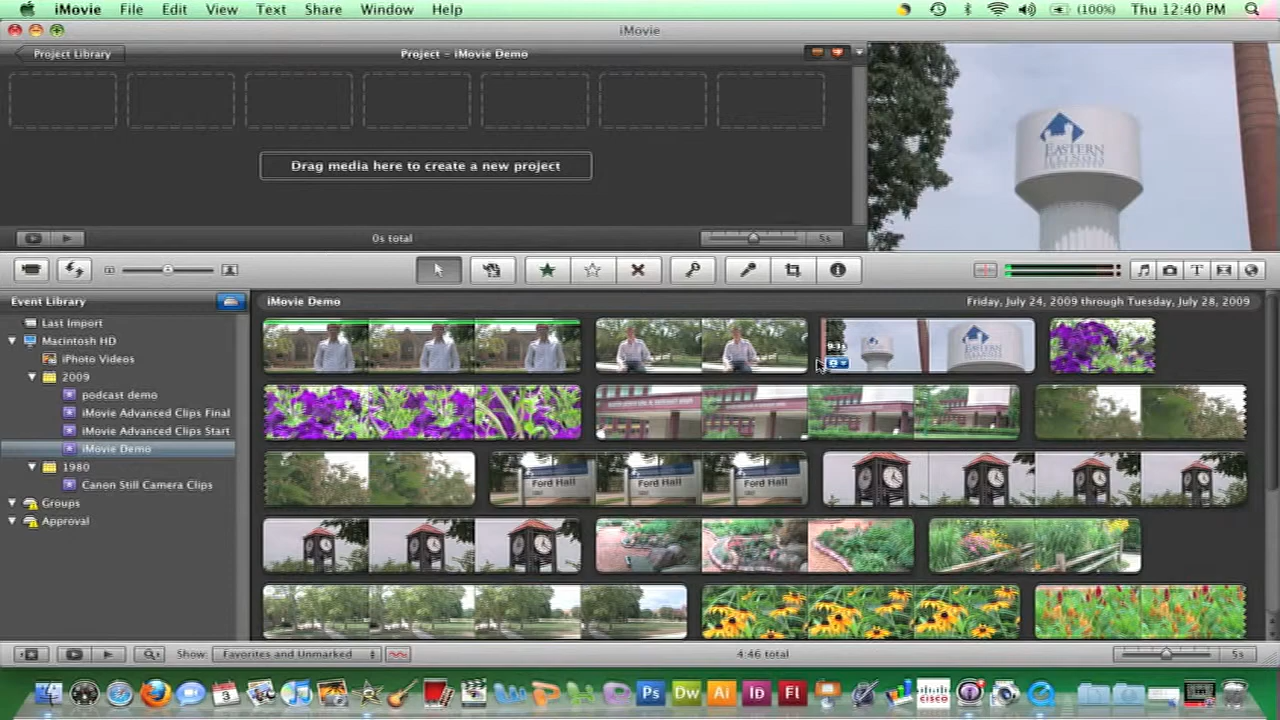 iMovie File Edit View Text Share Window Help (100%) Thu 12:40 PM
iMovie
Project Library
Project - iMovie Demo
EASTERN
ILLINOIS
Drag media here to create a new project
0s total
5s
Event Library
iMovie Demo
Friday, July 24, 2009 through Tuesday, July 28, 2009
Last Import
Macintosh HD
iPhoto Videos
2009
podcast demo
iMovie Advanced Clips Final
iMovie Advanced Clips Start
iMovie Demo
1980
Canon Still Camera Clips
Groups
Approval
Ford Hall
Ford Hall
Ford Hall
Show: Favorites and Unmarked
4:46 total
5s
3
Ps Dw Ai Id Fl
CISCO